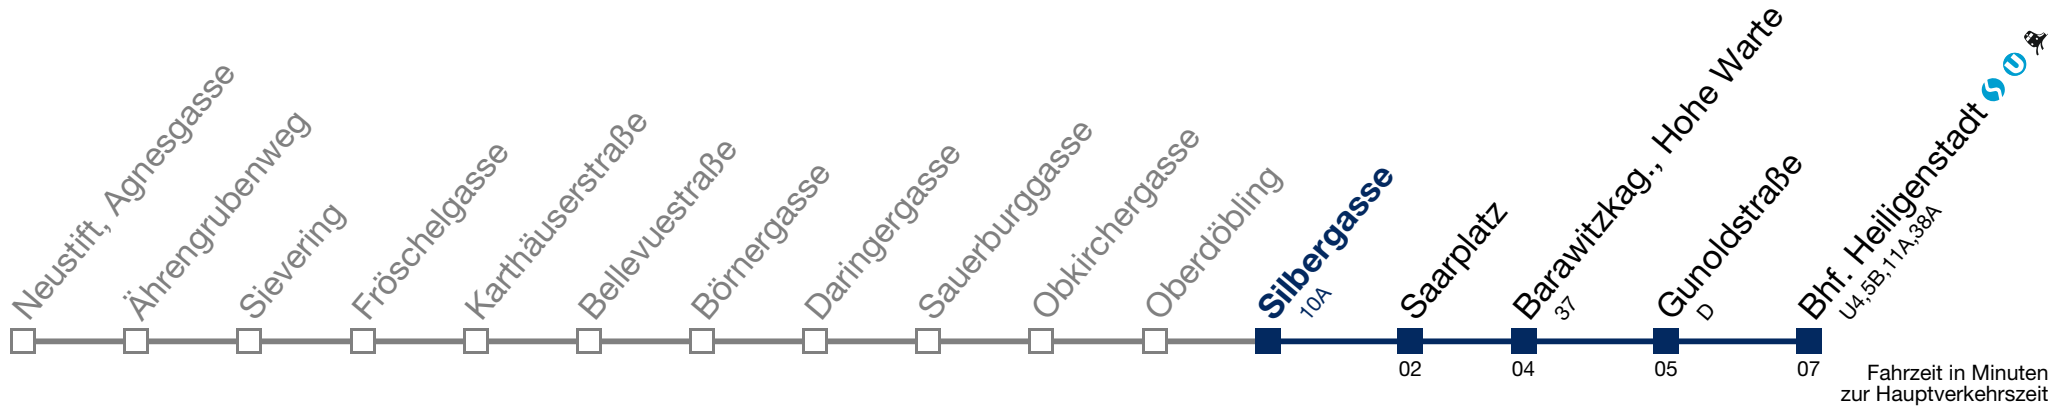 Neustift, Agnesgasse
Ährengrubenweg
Sievering
Fröschelgasse
Karthäuserstraße
Bellevuestraße
Börnergasse
Daringergasse
Sauerburggasse
Obkirchergasse
Oberdöbling
Silbergasse
10A
Saarplatz
02
Barawitzkag., Hohe Warte
37
04
Gunoldstraße
D
05
Bhf. Heiligenstadt S U
U4,5B,11A,38A
07
Fahrzeit in Minuten
zur Hauptverkehrszeit